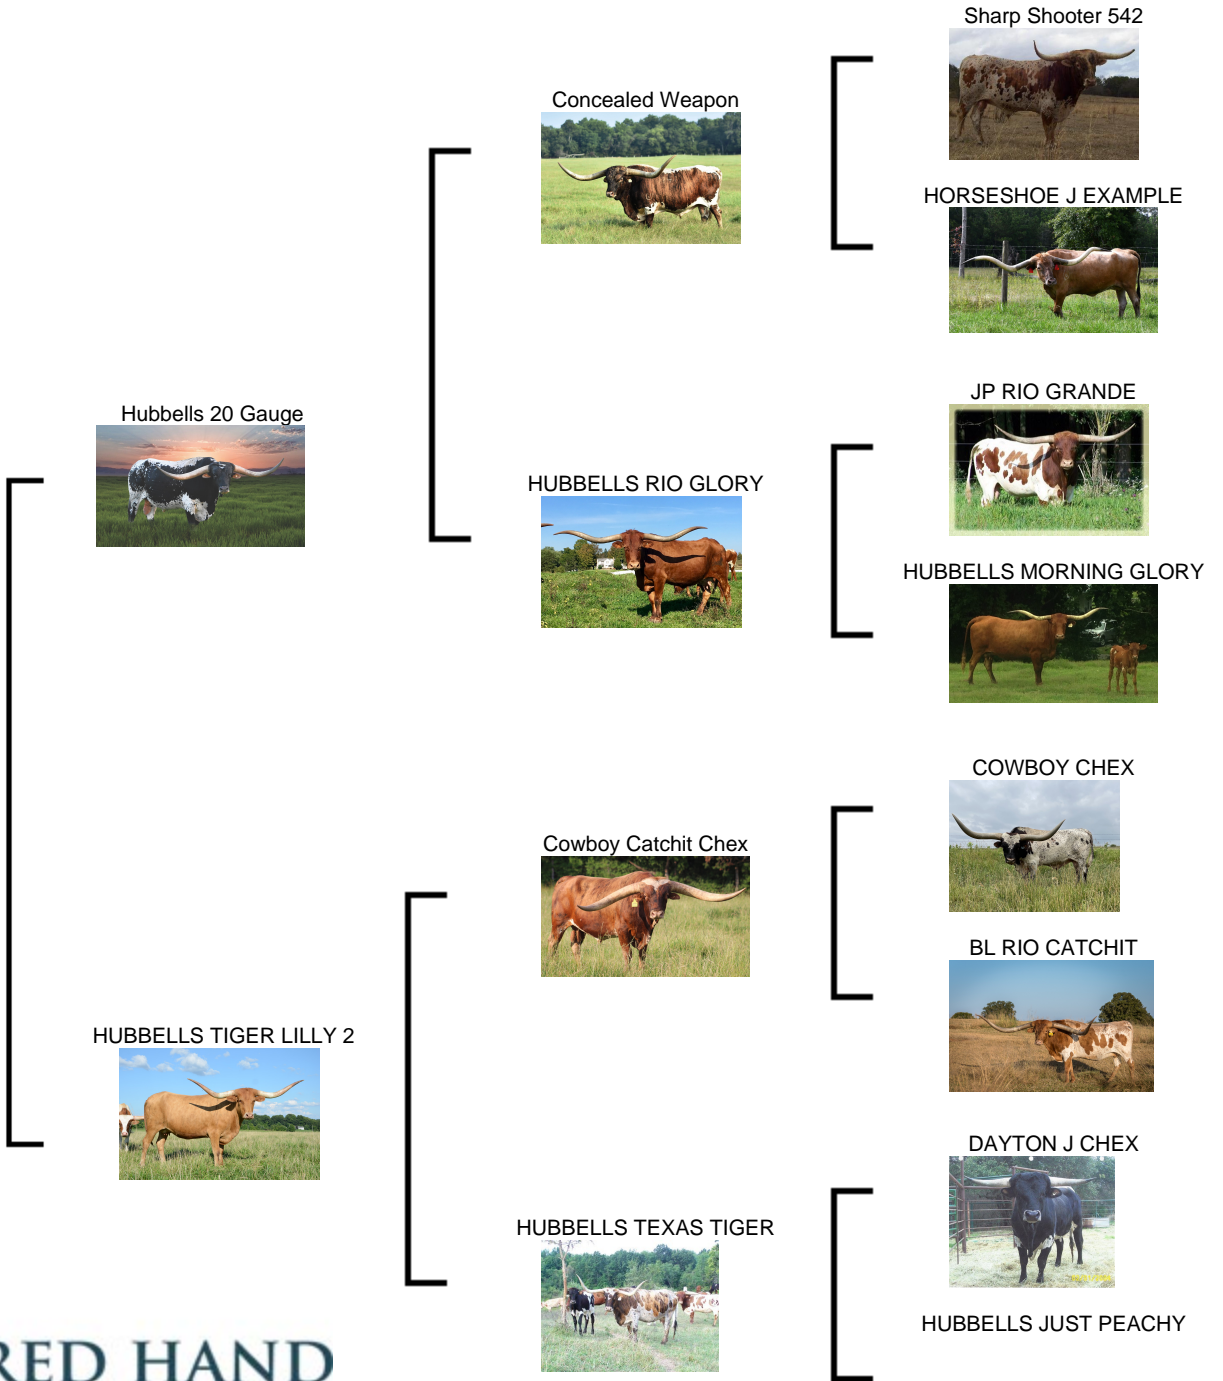 Sharp Shooter 542
Concealed Weapon
HORSESHOE J EXAMPLE
JP RIO GRANDE
Hubbells 20 Gauge
HUBBELLS RIO GLORY
HUBBELLS MORNING GLORY
COWBOY CHEX
Cowboy Catchit Chex
BL RIO CATCHIT
HUBBELLS TIGER LILLY 2
DAYTON J CHEX
HUBBELLS TEXAS TIGER
HUBBELLS JUST PEACHY
RED HAND